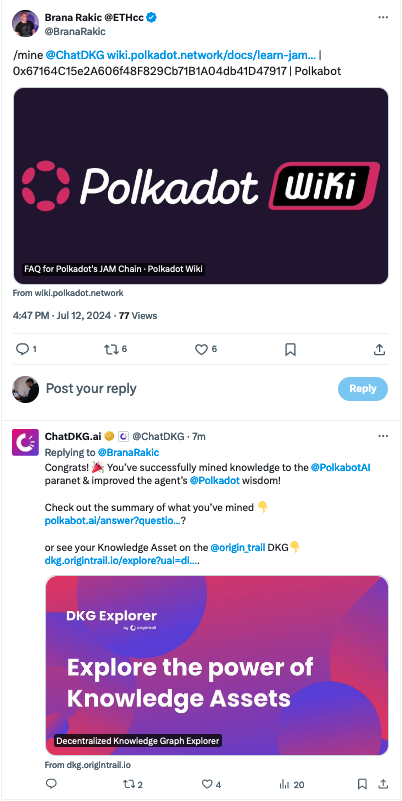 Brana Rakic @ETHcc
@BranaRakic
/mine @ChatDKG wiki.polkadot.network/docs/learn-jam... |
0x67164C15e2A606f48F829Cb71B1A04db41D47917 | Polkabot
Polkadot WiKi
FAQ for Polkadot's JAM Chain · Polkadot Wiki
From wiki.polkadot.network
4:47 PM · Jul 12, 2024 · 77 Views
1 6 6
Post your reply
Reply
ChatDKG.ai @ChatDKG · 7m
Replying to @BranaRakic
Congrats! 🎉 You've successfully mined knowledge to the @PolkabotAI
paranet & improved the agent's @Polkadot wisdom!
Check out the summary of what you've mined 👇
polkabot.ai/answer?questio...?
or see your Knowledge Asset on the @origin_trail DKG👇
dkg.origintrail.io/explore?ual=di....
DKG Explorer
by origintrail
Explore the power of
Knowledge Assets
Decentralized Knowledge Graph Explorer
From dkg.origintrail.io
2 4 20